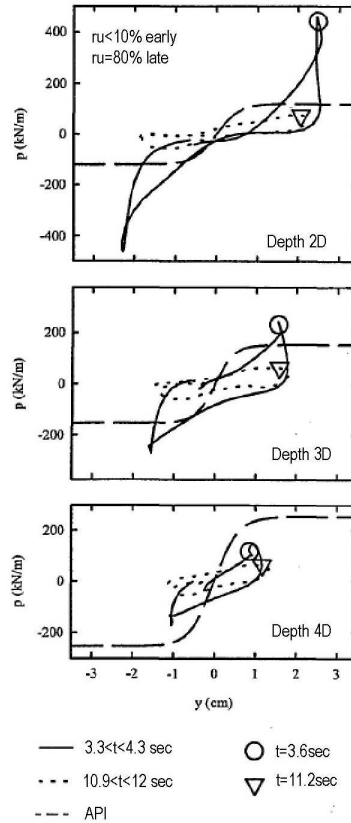 ru<10% early
ru=80% late
400
200
0
-200
-400
p (kN/m)
Depth 2D
200
0
-200
p (kN/m)
Depth 3D
200
0
-200
p (kN/m)
Depth 4D
-3 -2 -1 0 1 2 3
y (cm)
3.3<t<4.3 sec
t=3.6sec
10.9<t<12 sec
t=11.2sec
API